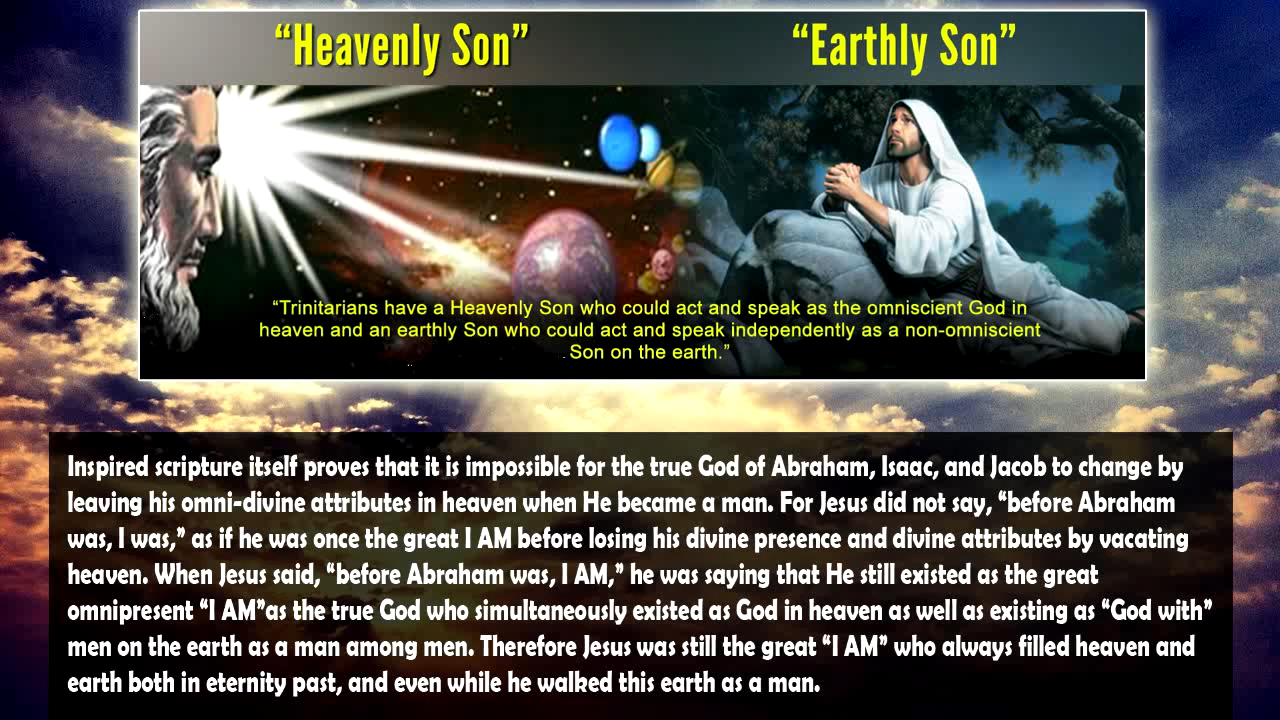 “Heavenly Son”
“Earthly Son”
“Trinitarians have a Heavenly Son who could act and speak as the omniscient God in
heaven and an earthly Son who could act and speak independently as a non-omniscient
Son on the earth.”
Inspired scripture itself proves that it is impossible for the true God of Abraham, Isaac, and Jacob to change by
leaving his omni-divine attributes in heaven when He became a man. For Jesus did not say, “before Abraham
was, I was,” as if he was once the great I AM before losing his divine presence and divine attributes by vacating
heaven. When Jesus said, “before Abraham was, I AM,” he was saying that He still existed as the great
omnipresent “I AM”as the true God who simultaneously existed as God in heaven as well as existing as “God with”
men on the earth as a man among men. Therefore Jesus was still the great “I AM” who always filled heaven and
earth both in eternity past, and even while he walked this earth as a man.